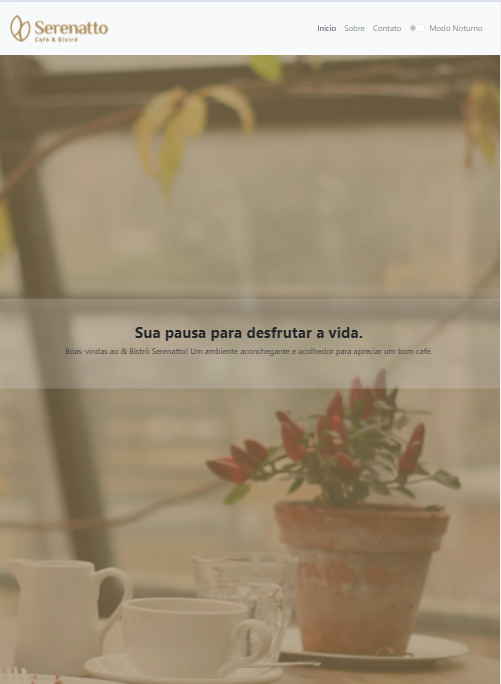 Serenatto
Café & Bistrô
Inicio Sobre Contato Modo Noturno
Sua pausa para desfrutar a vida.
Boas-vindas ao & Bistrô Serenatto! Um ambiente aconchegante e acolhedor para apreciar um bom café.